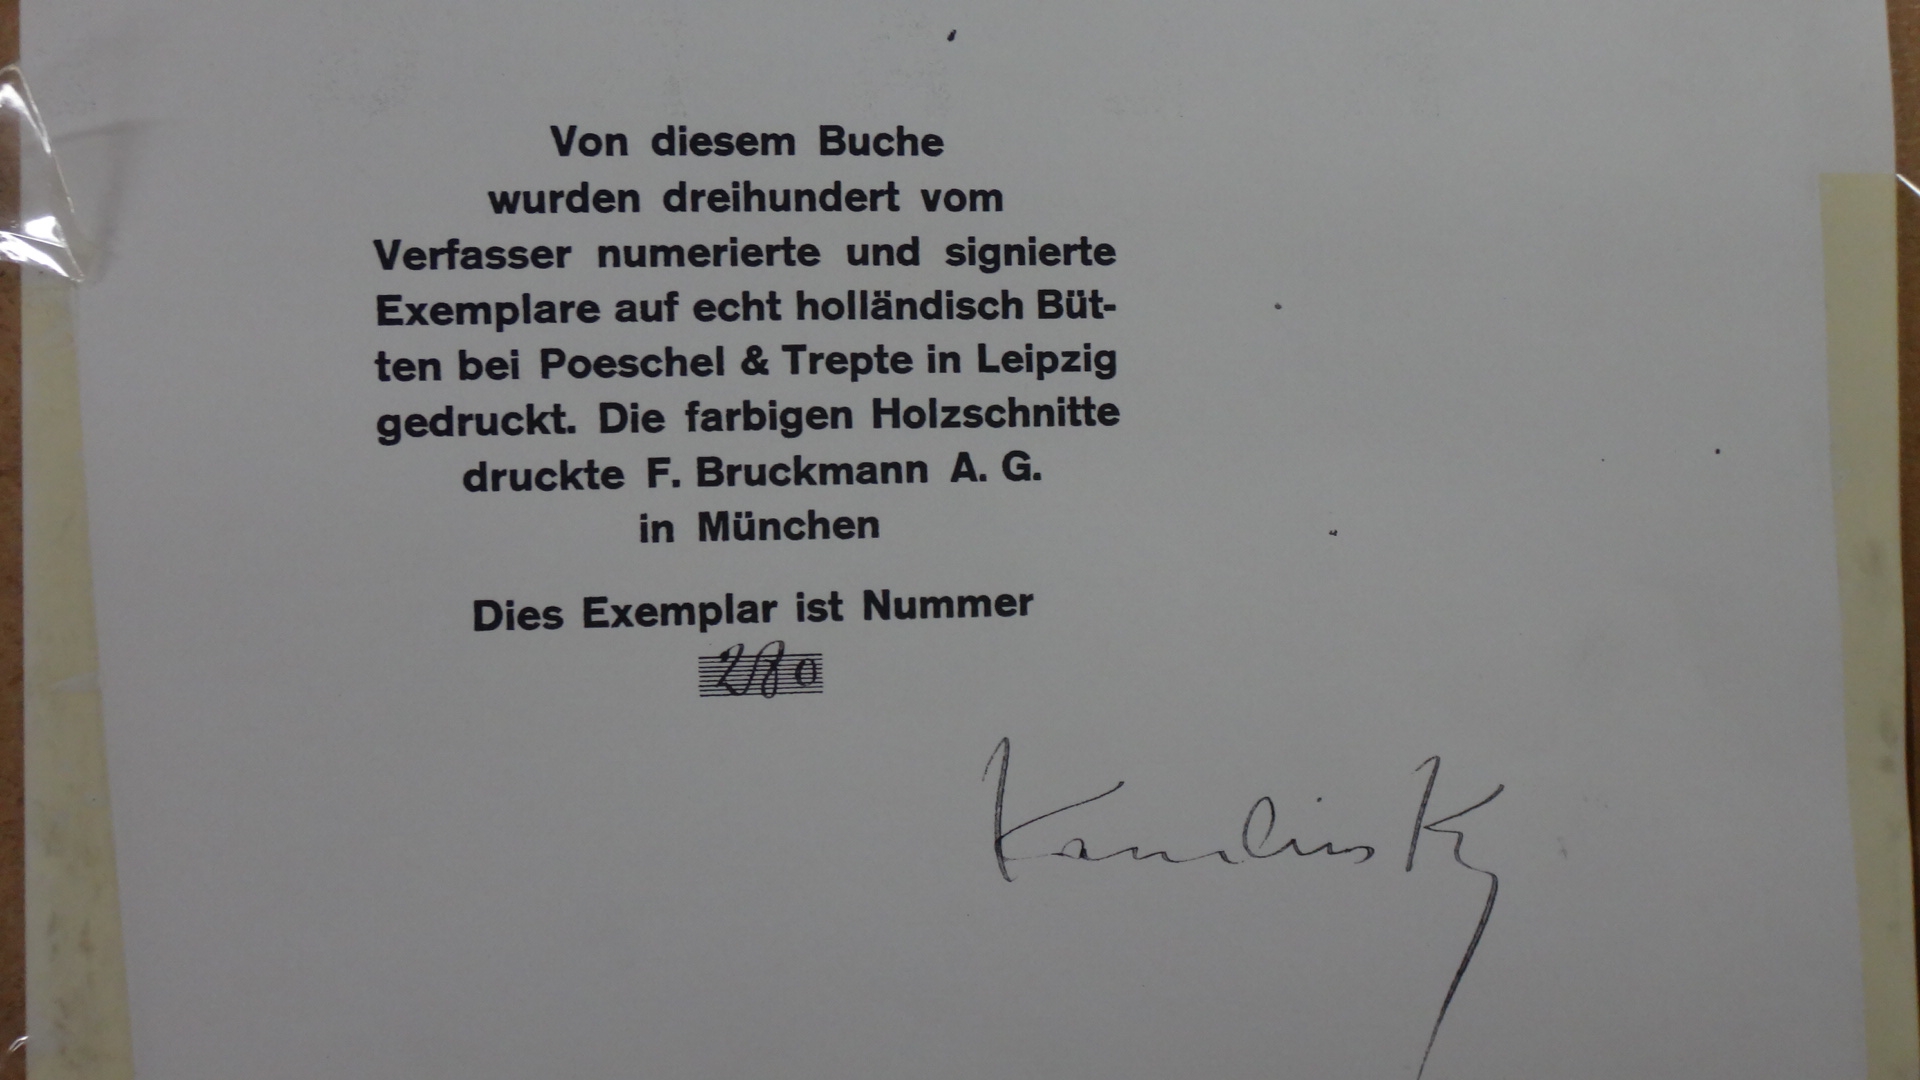 Von diesem Buche
wurden dreihundert vom
Verfasser numerierte und signierte
Exemplare auf echt holländisch Büt-
ten bei Poeschel & Trepte in Leipzig
gedruckt. Die farbigen Holzschnitte
druckte F. Bruckmann A. G.
in München
Dies Exemplar ist Nummer
280
Kandinsky